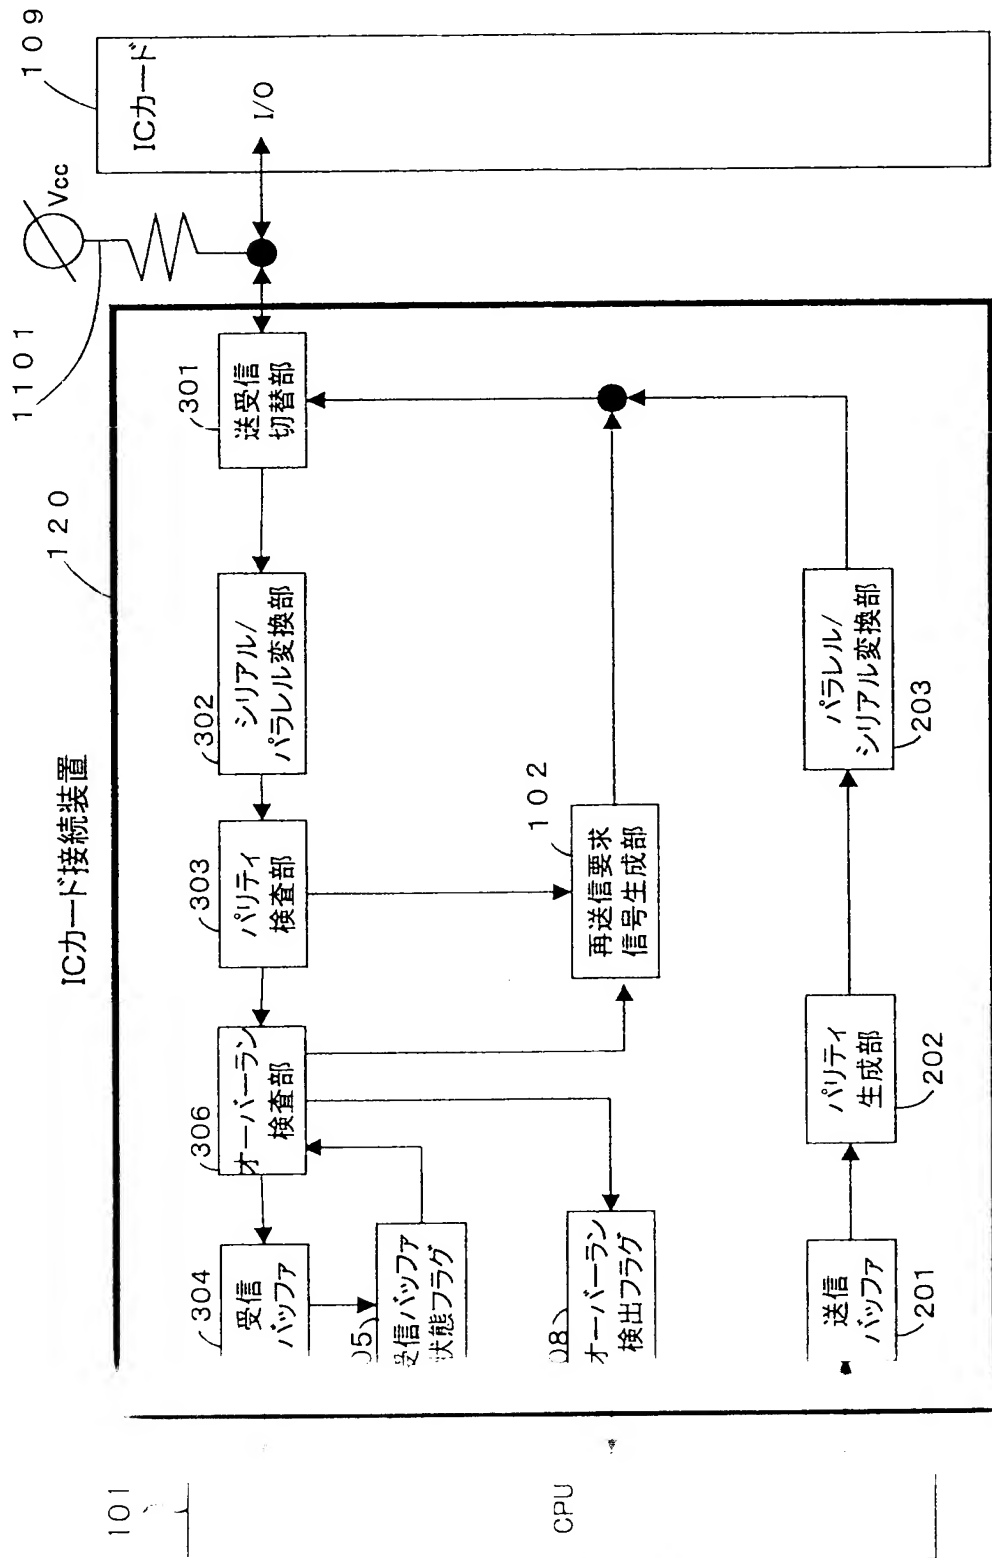 ICカード接続装置
120
1101
109
Vcc
ICカード
I/O
101
CPU
304
受信
バッファ
306
オーバーラン
検査部
303
パリティ
検査部
302
シリアル/
パラレル変換部
301
送受信
切替部
05
受信バッファ
状態フラグ
08
オーバーラン
検出フラグ
102
再送信要求
信号生成部
送信
バッファ
201
パリティ
生成部
202
パラレル/
シリアル変換部
203